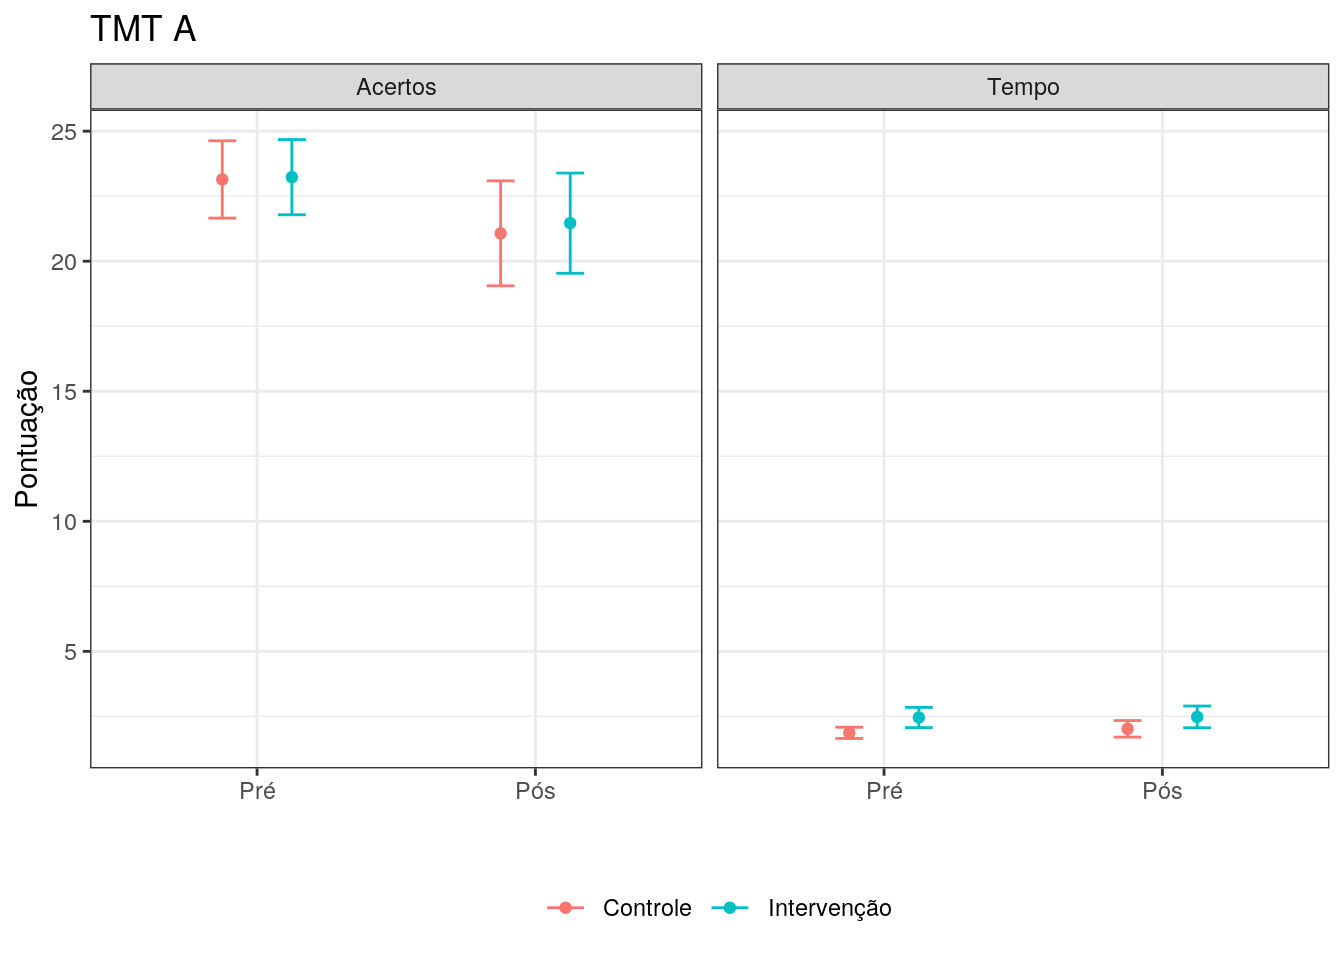 TMT A
Acertos
Tempo
Pontuação
25
20
15
10
5
Pré
Pós
Pré
Pós
Controle
Intervenção